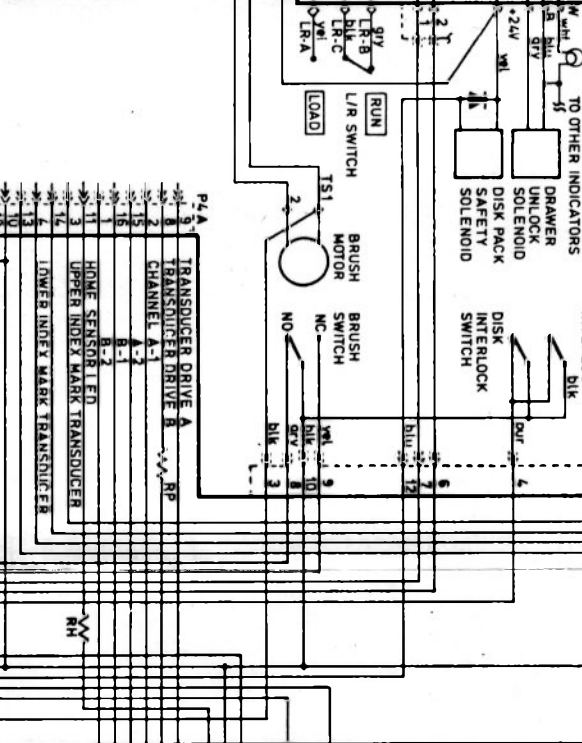 W
wht
+24V
2
1
yel
LR-A
blk
LR-C
gry
LR-B
yel
blu
gry
TO OTHER INDICATORS
LOAD
RUN
L/R SWITCH
DRAWER
UNLOCK
SOLENOID
DISK PACK
SAFETY
SOLENOID
TS1
2
BRUSH
MOTOR
P4A
9
8
2
15
16
1
11
3
14
4
13
10
TRANSDUCER DRIVE A
TRANSDUCER DRIVE B
CHANNEL A-1
A-2
B-1
B-2
HOME SENSOR LED
UPPER INDEX MARK TRANSDUCER
LOWER INDEX MARK TRANSDUCER
BRUSH
SWITCH
NC
NO
DISK
INTERLOCK
SWITCH
blk
yel
blk
gry
blk
blu
pur
9
10
8
3
12
7
6
4
RP
RH